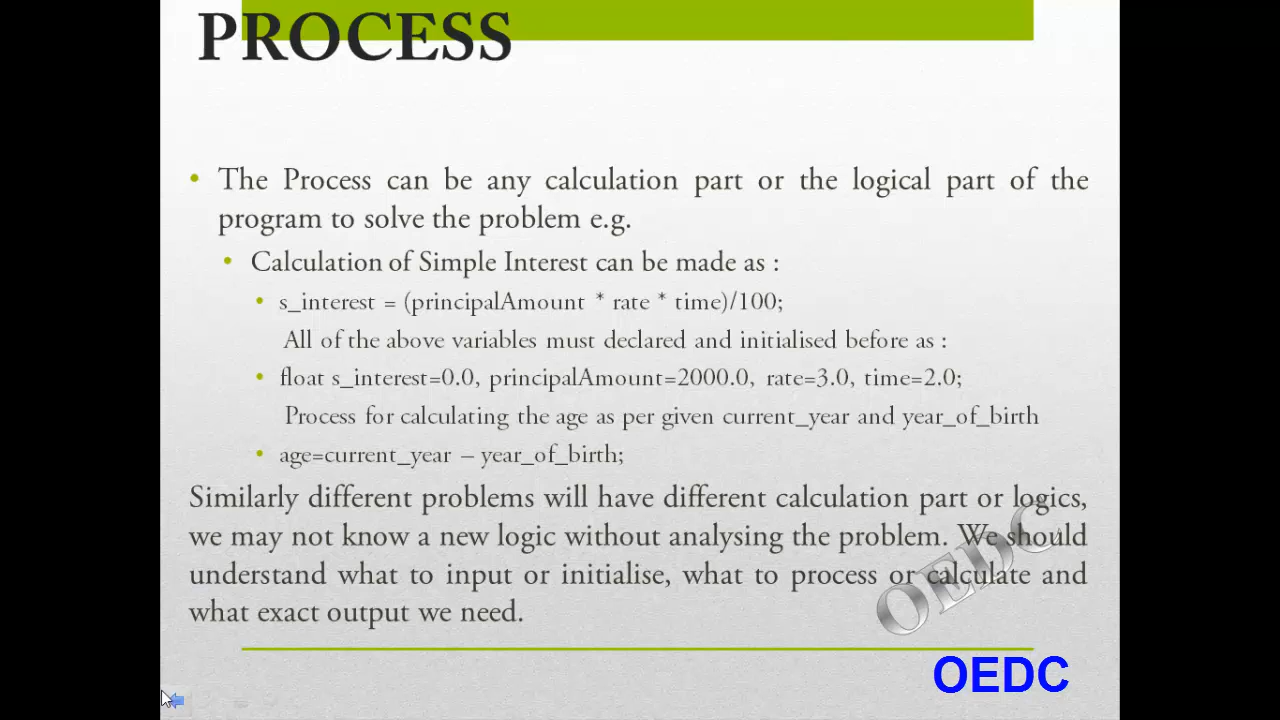 PROCESS
• The Process can be any calculation part or the logical part of the
program to solve the problem e.g.
• Calculation of Simple Interest can be made as :
• s_interest = (principalAmount * rate * time)/100;
All of the above variables must declared and initialised before as :
• float s_interest=0.0, principalAmount=2000.0, rate=3.0, time=2.0;
Process for calculating the age as per given current_year and year_of_birth
• age=current_year – year_of_birth;
Similarly different problems will have different calculation part or logics,
we may not know a new logic without analysing the problem. We should
understand what to input or initialise, what to process or calculate and
what exact output we need.
OEDC
OEDC